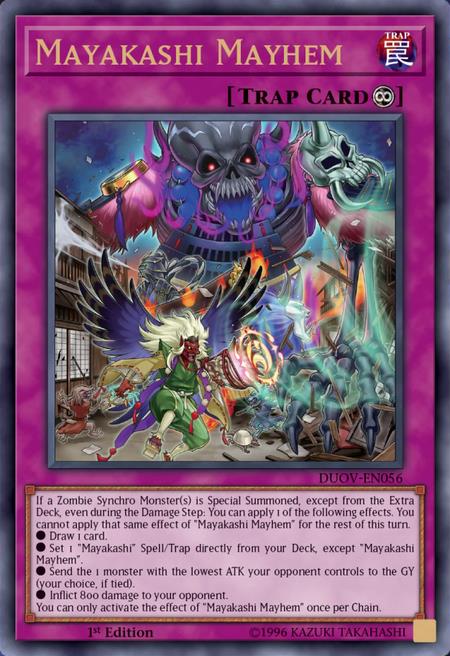 MAYAKASHI MAYHEM
TRAP
罠
[TRAP CARD]
DUOV-EN056
If a Zombie Synchro Monster(s) is Special Summoned, except from the Extra
Deck, even during the Damage Step: You can apply 1 of the following effects. You
cannot apply that same effect of "Mayakashi Mayhem" for the rest of this turn.
● Draw 1 card.
● Set 1 "Mayakashi" Spell/Trap directly from your Deck, except "Mayakashi
Mayhem".
● Send the 1 monster with the lowest ATK your opponent controls to the GY
(your choice, if tied).
● Inflict 800 damage to your opponent.
You can only activate the effect of "Mayakashi Mayhem" once per Chain.
1st Edition
©1996 KAZUKI TAKAHASHI